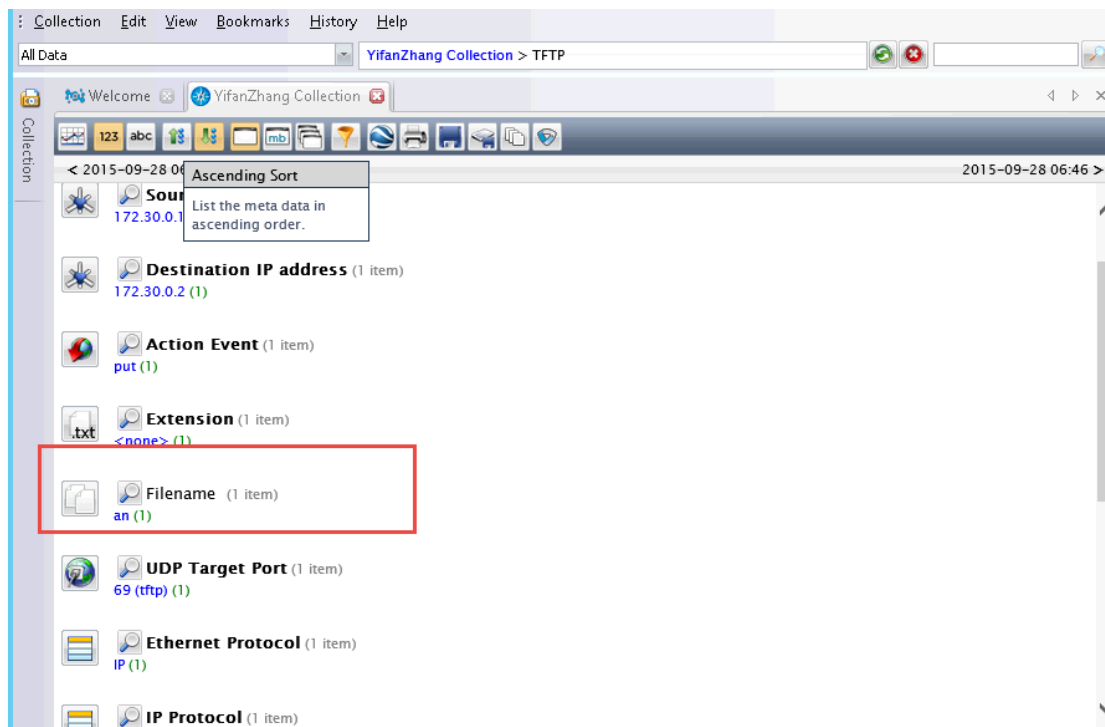 Collection Edit View Bookmarks History Help
All Data YifanZhang Collection > TFTP
Welcome YifanZhang Collection
Collection
123 abc mb
< 2015-09-28 06 2015-09-28 06:46 >
Ascending Sort
List the meta data in
ascending order.
172.30.0.1
Destination IP address (1 item)
172.30.0.2 (1)
Action Event (1 item)
put (1)
.txt Extension (1 item)
<none> (1)
Filename (1 item)
an (1)
UDP Target Port (1 item)
69 (tftp) (1)
Ethernet Protocol (1 item)
IP (1)
IP Protocol (1 item)